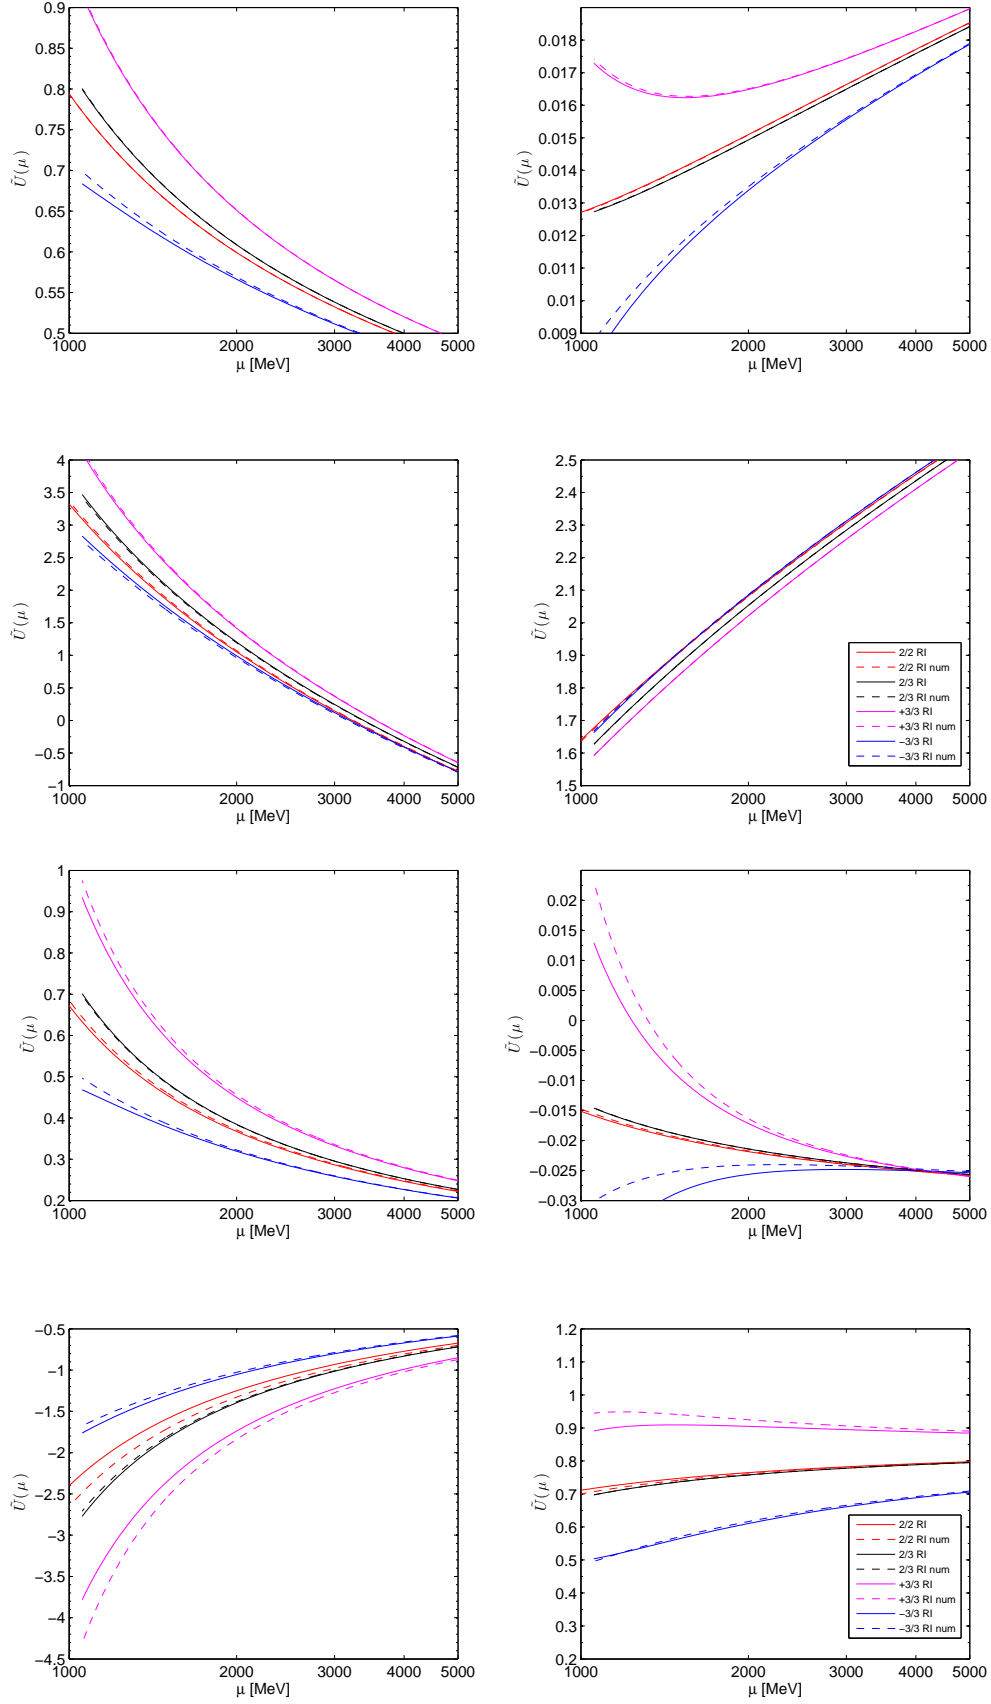 0.9
0.85
0.8
0.75
0.7
0.65
0.6
0.55
0.5
Ũ(μ)
1000 2000 3000 4000 5000
μ [MeV]
0.018
0.017
0.016
0.015
0.014
0.013
0.012
0.011
0.01
0.009
Ũ(μ)
1000 2000 3000 4000 5000
μ [MeV]
4
3.5
3
2.5
2
1.5
1
0.5
0
−0.5
−1
Ũ(μ)
1000 2000 3000 4000 5000
μ [MeV]
2.5
2.4
2.3
2.2
2.1
2
1.9
1.8
1.7
1.6
1.5
Ũ(μ)
1000 2000 3000 4000 5000
μ [MeV]
2/2 RI
2/2 RI num
2/3 RI
2/3 RI num
+3/3 RI
+3/3 RI num
−3/3 RI
−3/3 RI num
1
0.9
0.8
0.7
0.6
0.5
0.4
0.3
0.2
Ũ(μ)
1000 2000 3000 4000 5000
μ [MeV]
0.02
0.015
0.01
0.005
0
−0.005
−0.01
−0.015
−0.02
−0.025
−0.03
Ũ(μ)
1000 2000 3000 4000 5000
μ [MeV]
−0.5
−1
−1.5
−2
−2.5
−3
−3.5
−4
−4.5
Ũ(μ)
1000 2000 3000 4000 5000
μ [MeV]
1.2
1.1
1
0.9
0.8
0.7
0.6
0.5
0.4
0.3
0.2
Ũ(μ)
1000 2000 3000 4000 5000
μ [MeV]
2/2 RI
2/2 RI num
2/3 RI
2/3 RI num
+3/3 RI
+3/3 RI num
−3/3 RI
−3/3 RI num